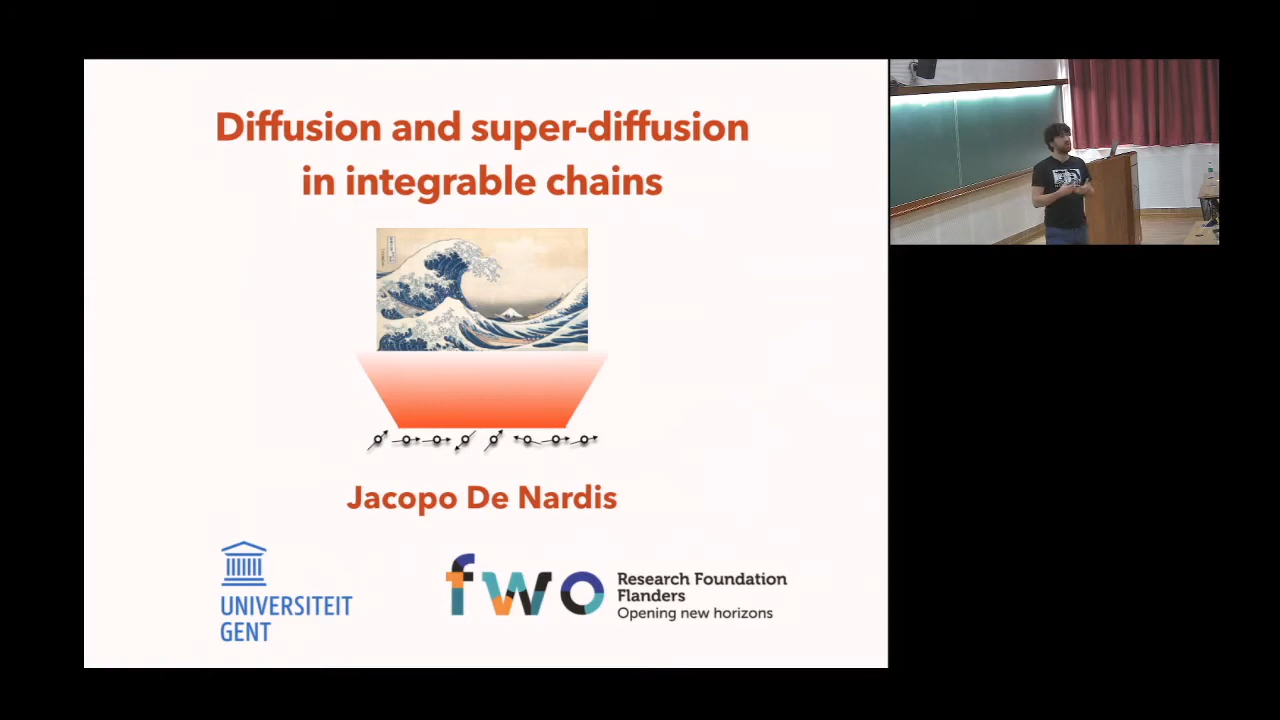 Diffusion and super-diffusion
in integrable chains
Jacopo De Nardis
UNIVERSITEIT
GENT
fwo
Research Foundation
Flanders
Opening new horizons